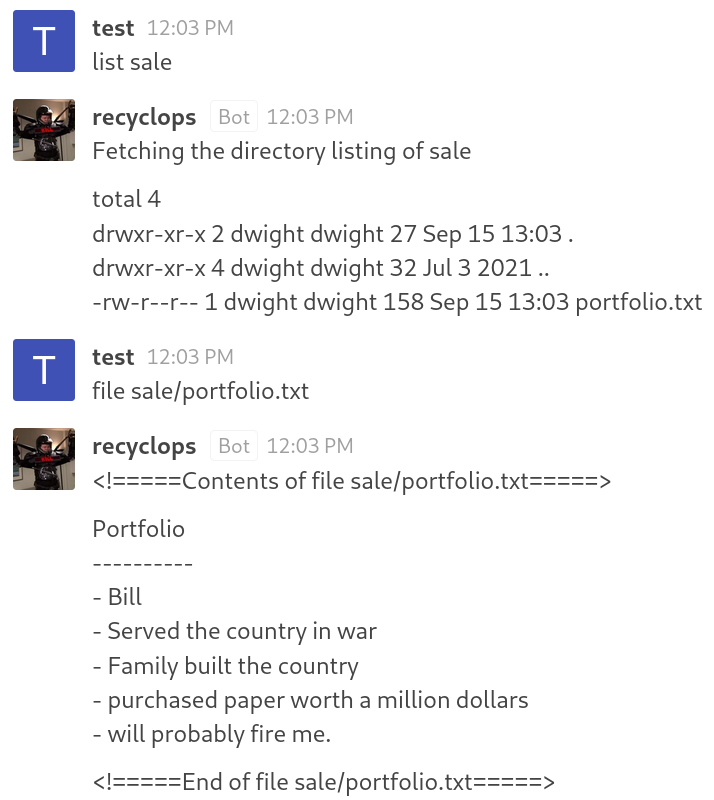 T
test 12:03 PM
list sale
recyclops Bot 12:03 PM
Fetching the directory listing of sale
total 4
drwxr-xr-x 2 dwight dwight 27 Sep 15 13:03 .
drwxr-xr-x 4 dwight dwight 32 Jul 3 2021 ..
-rw-r--r-- 1 dwight dwight 158 Sep 15 13:03 portfolio.txt
T
test 12:03 PM
file sale/portfolio.txt
recyclops Bot 12:03 PM
<!=====Contents of file sale/portfolio.txt=====>
Portfolio
----------
- Bill
- Served the country in war
- Family built the country
- purchased paper worth a million dollars
- will probably fire me.
<!=====End of file sale/portfolio.txt=====>